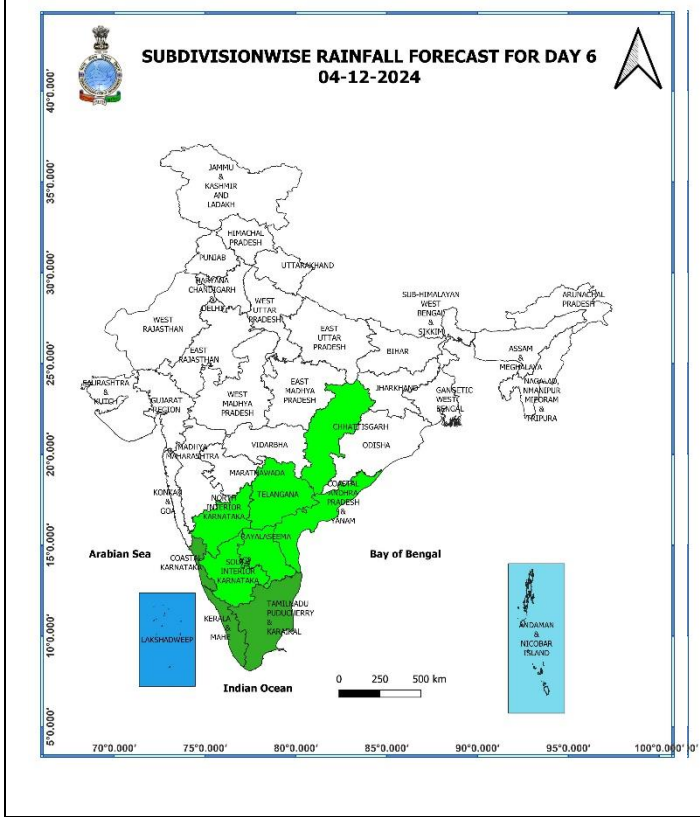 SUBDIVISIONWISE RAINFALL FORECAST FOR DAY 6
04-12-2024
40°0.000'
35°0.000'
30°0.000'
25°0.000'
20°0.000'
15°0.000'
10°0.000'
5°0.000'
JAMMU
&
KASHMIR
AND
LADAKH
HIMACHAL
PRADESH
PUNJAB
UTTARAKHAND
HARYANA
CHANDIGARH
&
DELHI
WEST
UTTAR
PRADESH
WEST
RAJASTHAN
EAST
RAJASTHAN
EAST
UTTAR
PRADESH
BIHAR
SUB-HIMALAYAN
WEST
BENGAL
&
SIKKIM
ARUNACHAL
PRADESH
ASSAM
&
MEGHALAYA
NAGALAD,
MNANIPUR
MIZORAM
&
TRIPURA
SAURASHTRA
&
KUTCH
GUJARAT
REGION
WEST
MADHYA
PRADESH
EAST
MADHYA
PRADESH
JHARKHAND
GANGETIC
WEST
BENGAL
CHHATTISGARH
ODISHA
VIDARBHA
MADHYA
MAHARASHTRA
MARATHAWADA
KONKAN
&
GOA
NORTH
INTERIOR
KARNATAKA
TELANGANA
COASTAL
ANDHRA
PRADESH
&
YANAM
RAYALASEEMA
COASTAL
KARNATAKA
SOUTH
INTERIOR
KARNATAKA
Arabian Sea
Bay of Bengal
TAMILNADU
PUDUCHERRY
&
KARAIKAL
KERALA
&
MAHE
LAKSHADWEEP
ANDAMAN
&
NICOBAR
ISLAND
Indian Ocean
0 250 500 km
70°0.000' 75°0.000' 80°0.000' 85°0.000' 90°0.000' 95°0.000' 100°0.000'